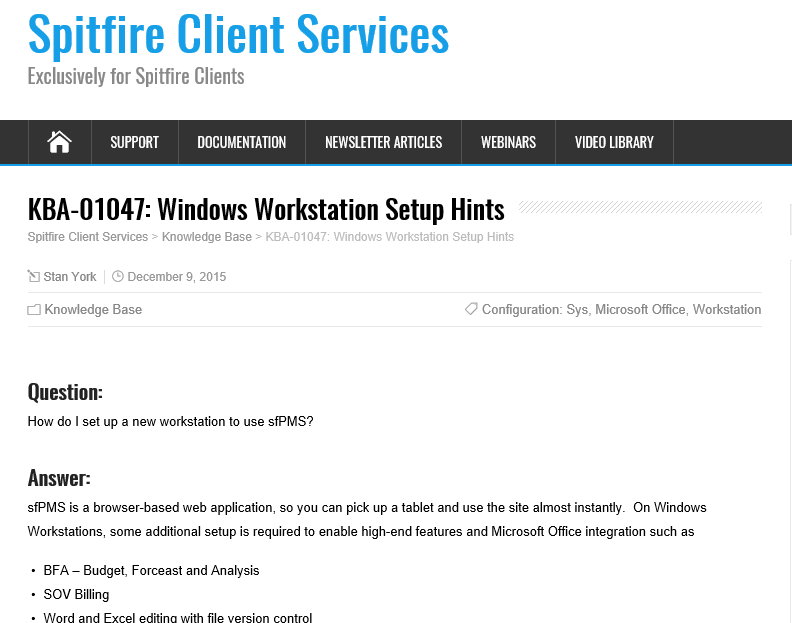 Spitfire Client Services
Exclusively for Spitfire Clients
SUPPORT DOCUMENTATION NEWSLETTER ARTICLES WEBINARS VIDEO LIBRARY
KBA-01047: Windows Workstation Setup Hints
Spitfire Client Services > Knowledge Base > KBA-01047: Windows Workstation Setup Hints
Stan York December 9, 2015
Knowledge Base Configuration: Sys, Microsoft Office, Workstation
Question:
How do I set up a new workstation to use sfPMS?
Answer:
sfPMS is a browser-based web application, so you can pick up a tablet and use the site almost instantly. On Windows
Workstations, some additional setup is required to enable high-end features and Microsoft Office integration such as
• BFA – Budget, Forceast and Analysis
• SOV Billing
• Word and Excel editing with file version control